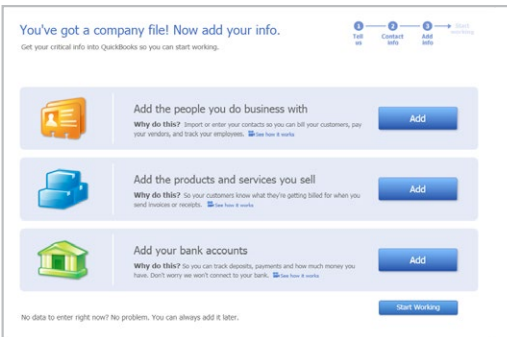 You've got a company file! Now add your info.
Get your critical info into QuickBooks so you can start working.
1 2 3 Start
Tell Contact Add working
us info info
Add the people you do business with
Why do this? Import or enter your contacts so you can bill your customers, pay
your vendors, and track your employees. See how it works
Add
Add the products and services you sell
Why do this? So your customers know what they're getting billed for when you
send invoices or receipts. See how it works
Add
Add your bank accounts
Why do this? So you can track deposits, payments and how much money you
have. Don't worry we won't connect to your bank. See how it works
Add
Start Working
No data to enter right now? No problem. You can always add it later.